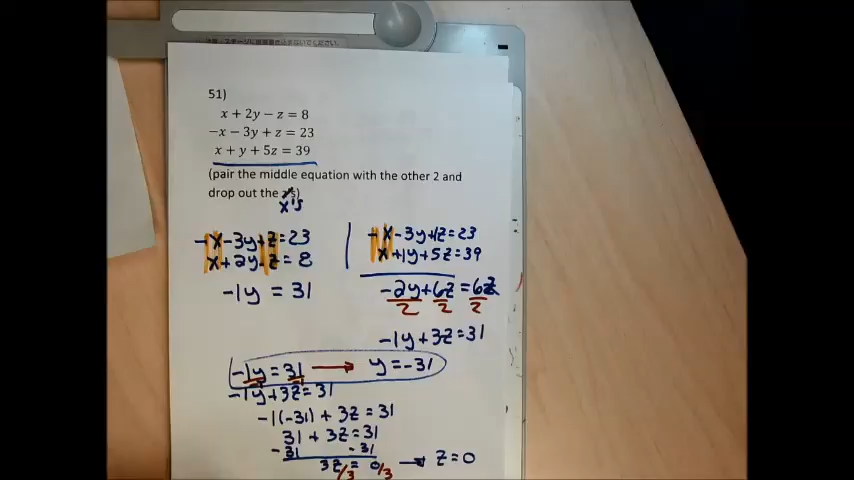 51)
x + 2y − z = 8
−x − 3y + z = 23
x + y + 5z = 39
(pair the middle equation with the other 2 and
drop out the z's)
x's
-x-3y+z=23
x+2y-z=8
-1y = 31
-x-3y+1z=23
x+1y+5z=39
-2y+6z=62
2 2 2
-1y+3z=31
-1y=31 → y=-31
-1y+3z=31
-1(-31)+3z=31
31+3z=31
-31 -31
3z/3 = 0/3 → z=0